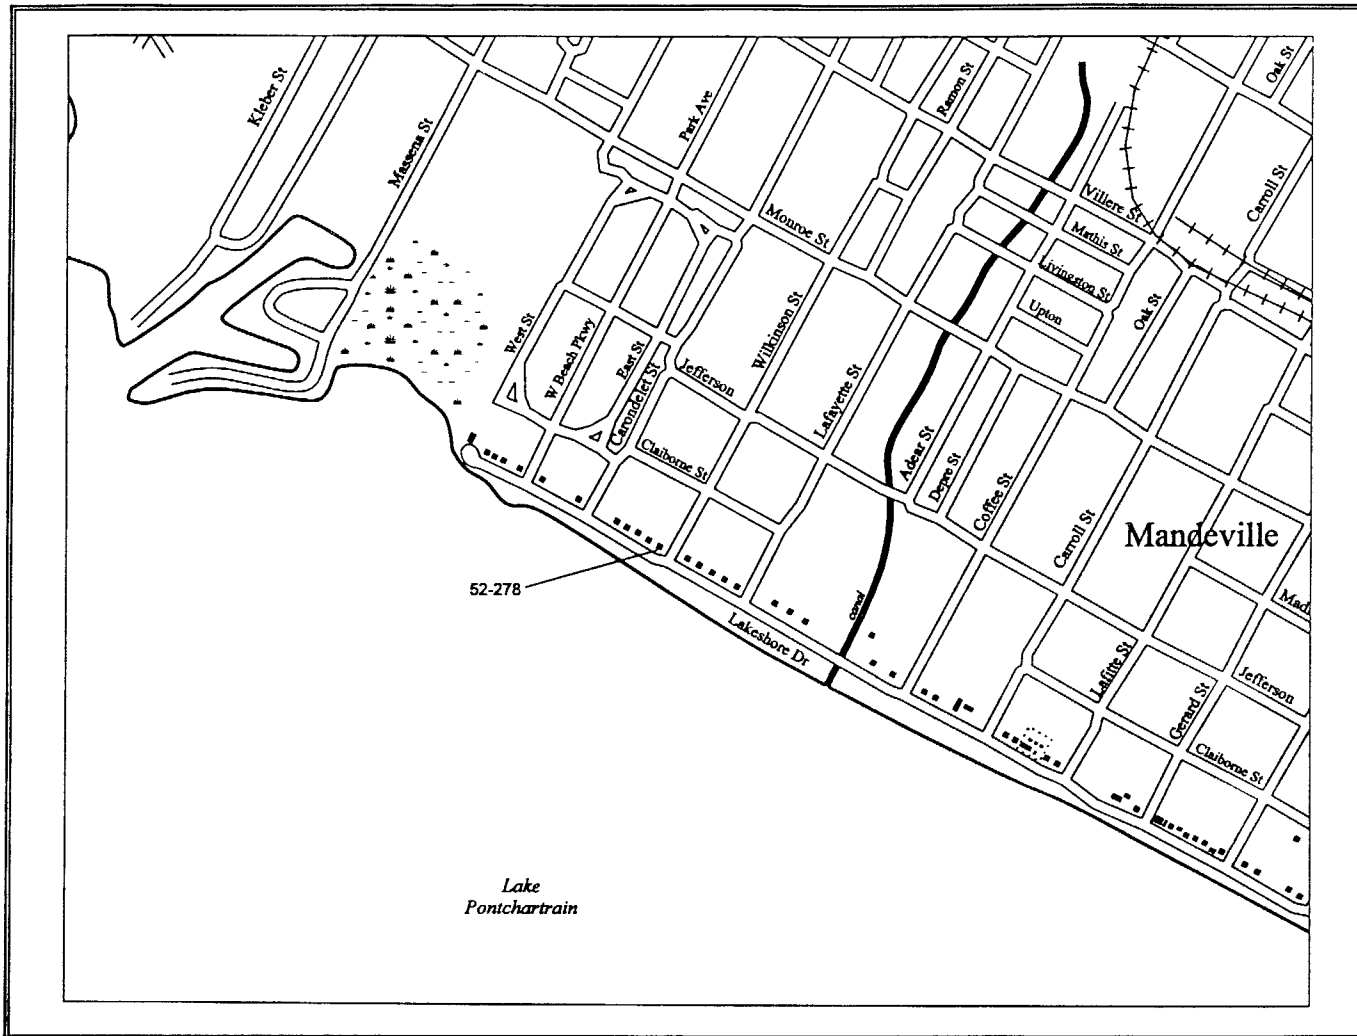 Kleber St
Massena St
Park Ave
Ramon St
Oak St
Carroll St
Villere St
Mathis St
Livingston St
Upton
Oak St
Monroe St
West St
W Beach Pkwy
East St
Carondelet St
Jefferson
Wilkinson St
Lafayette St
Claiborne St
Adear St
Depre St
Coffee St
Carroll St
Mandeville
52-278
canal
Lakeshore Dr
Lafitte St
Gerard St
Jefferson
Claiborne St
Lake
Pontchartrain